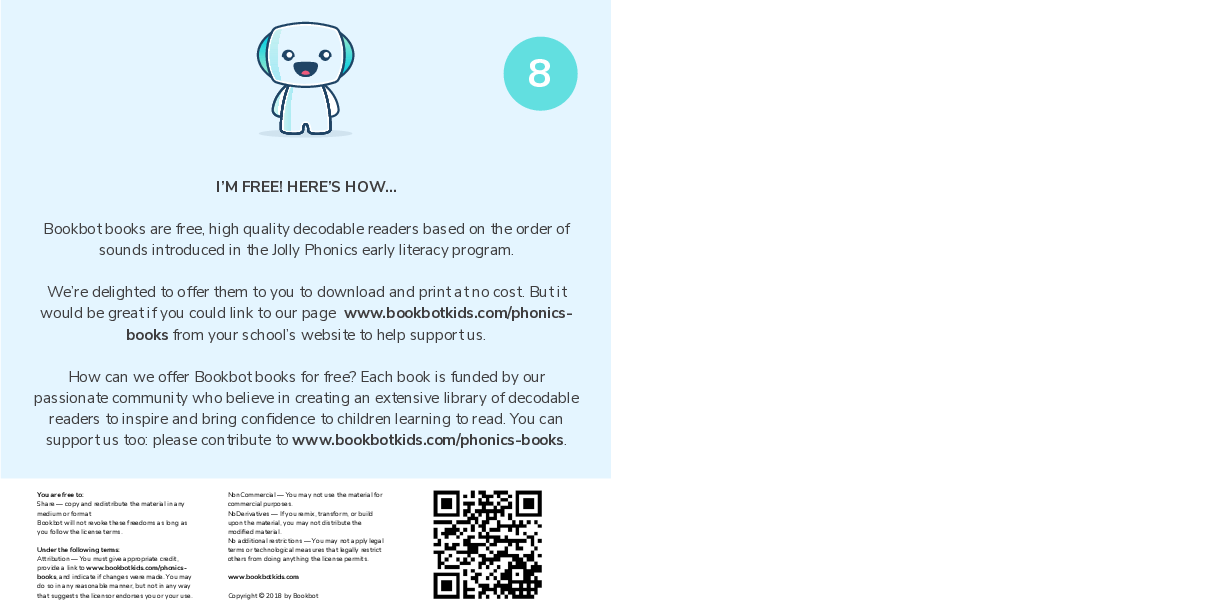 8
I'M FREE! HERE'S HOW...
Bookbot books are free, high quality decodable readers based on the order of
sounds introduced in the Jolly Phonics early literacy program.
We're delighted to offer them to you to download and print at no cost. But it
would be great if you could link to our page www.bookbotkids.com/phonics-
books from your school's website to help support us.
How can we offer Bookbot books for free? Each book is funded by our
passionate community who believe in creating an extensive library of decodable
readers to inspire and bring confidence to children learning to read. You can
support us too: please contribute to www.bookbotkids.com/phonics-books.
You are free to:
Share — copy and redistribute the material in any
medium or format
Bookbot will not revoke these freedoms as long as
you follow the license terms.
Under the following terms:
Attribution — You must give appropriate credit,
provide a link to www.bookbotkids.com/phonics-
books, and indicate if changes were made. You may
do so in any reasonable manner, but not in any way
that suggests the licensor endorses you or your use.
NonCommercial — You may not use the material for
commercial purposes.
NoDerivatives — If you remix, transform, or build
upon the material, you may not distribute the
modified material.
No additional restrictions — You may not apply legal
terms or technological measures that legally restrict
others from doing anything the license permits.
www.bookbotkids.com
Copyright © 2018 by Bookbot